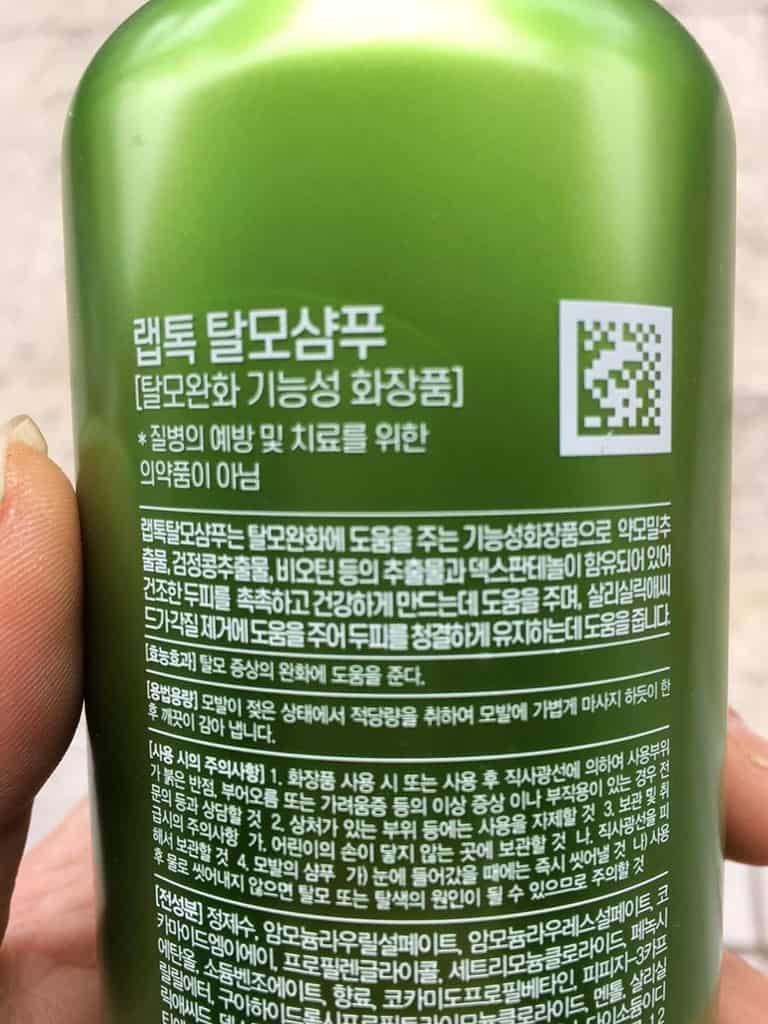 랩톡 탈모샴푸
[탈모완화 기능성 화장품]
*질병의 예방 및 치료를 위한
의약품이 아님
랩톡탈모샴푸는 탈모완화에 도움을 주는 기능성화장품으로 약모밀추
출물, 검정콩추출물, 비오틴 등의 추출물과 덱스판테놀이 함유되어 있어
건조한 두피를 촉촉하고 건강하게 만드는데 도움을 주며, 살리실릭애씨
드가 각질 제거에 도움을 주어 두피를 청결하게 유지하는데 도움을 줍니다.
[효능효과] 탈모 증상의 완화에 도움을 준다.
[용법용량] 모발이 젖은 상태에서 적당량을 취하여 모발에 가볍게 마사지 하듯이 한
후 깨끗이 감아 냅니다.
[사용 시의 주의사항] 1. 화장품 사용 시 또는 사용 후 직사광선에 의하여 사용부위
가 붉은 반점, 부어오름 또는 가려움증 등의 이상 증상 이나 부작용이 있는 경우 전
문의 등과 상담할 것 2. 상처가 있는 부위 등에는 사용을 자제할 것 3. 보관 및 취
급시의 주의사항 가. 어린이의 손이 닿지 않는 곳에 보관할 것 나. 직사광선을 피
해서 보관할 것 4. 모발의 샴푸 가) 눈에 들어갔을 때에는 즉시 씻어낼 것 나) 사용
후 물로 씻어내지 않으면 탈모 또는 탈색의 원인이 될 수 있으므로 주의할 것
[전성분] 정제수, 암모늄라우릴설페이트, 암모늄라우레스설페이트, 코
카마이드엠이에이, 프로필렌글라이콜, 세트리모늄클로라이드, 페녹시
에탄올, 소듐벤조에이트, 향료, 코카미도프로필베타인, 피피지-3카프
릴릴에터, 구아하이드록시프로필트라이모늄클로라이드, 멘톨, 살리실
릭애씨드, 다이소듐이디